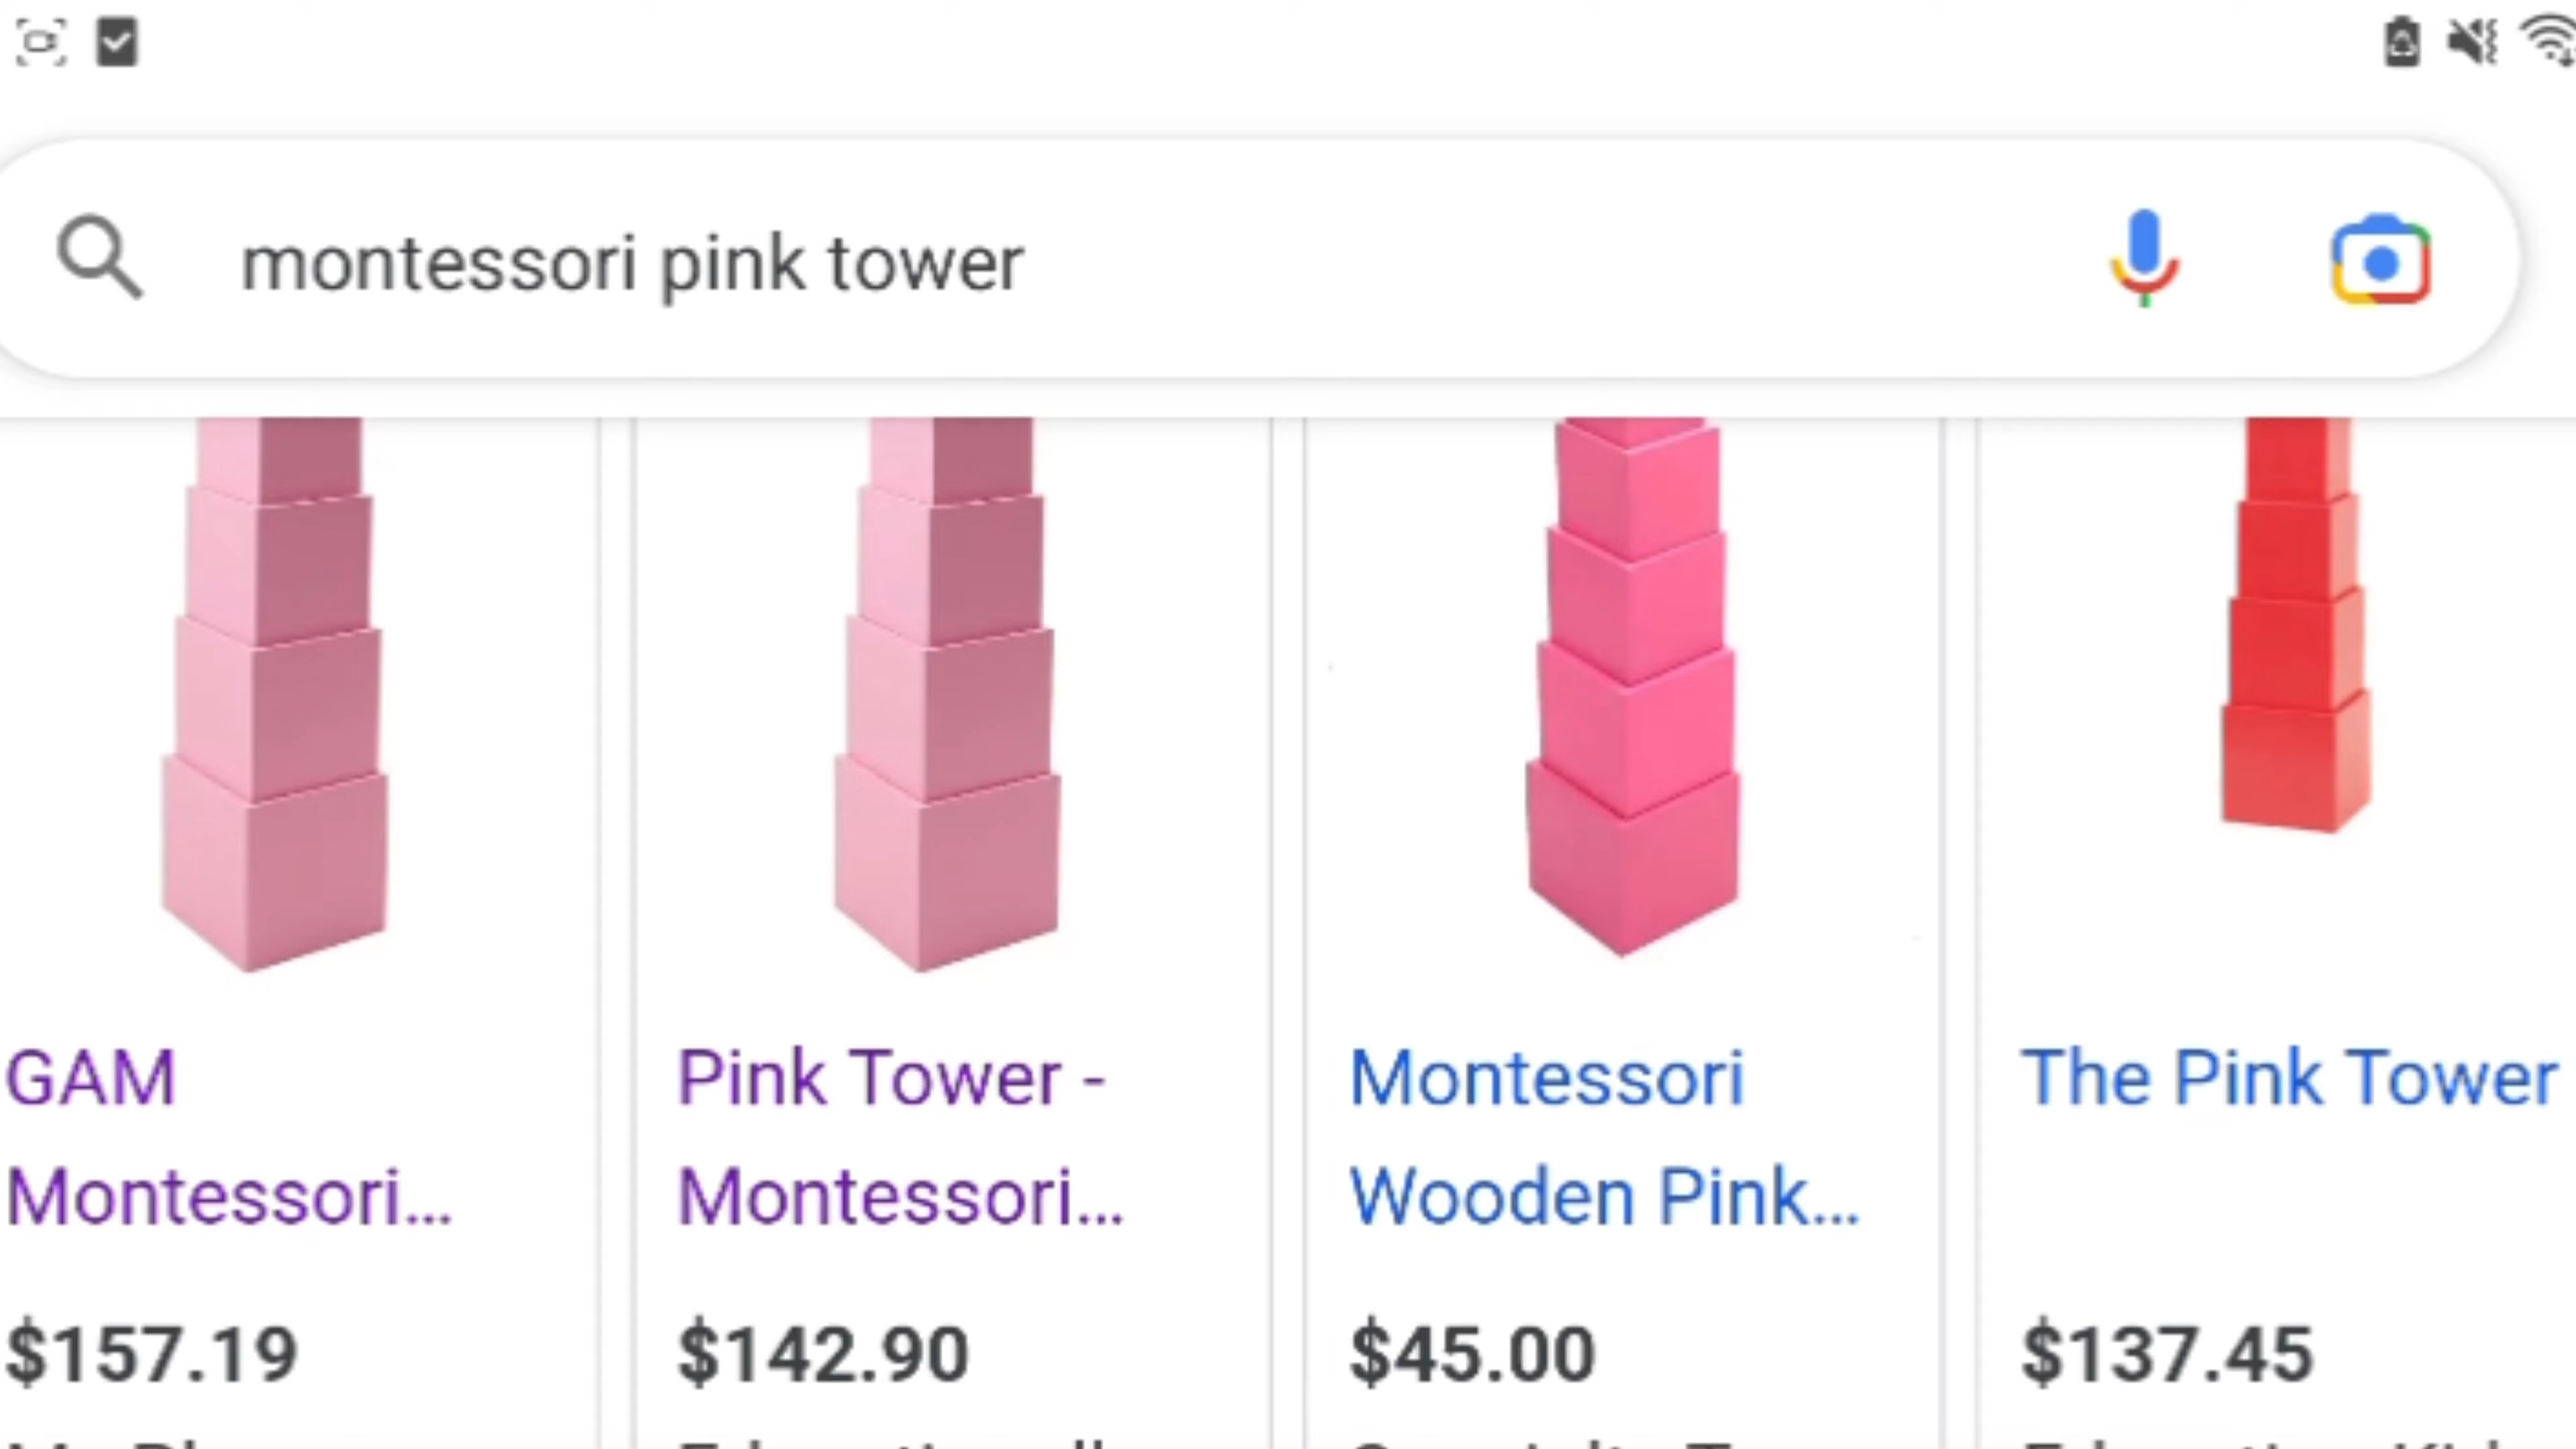 montessori pink tower
GAM
Montessori...
$157.19
Pink Tower -
Montessori...
$142.90
Montessori
Wooden Pink...
$45.00
The Pink Tower
$137.45